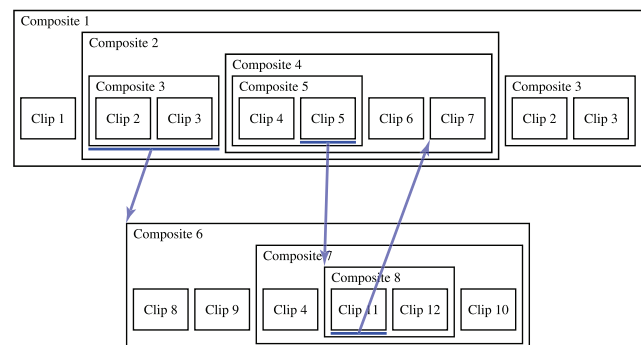 Composite 1
Composite 2
Composite 4
Composite 3
Composite 5
Composite 3
Clip 1
Clip 2
Clip 3
Clip 4
Clip 5
Clip 6
Clip 7
Clip 2
Clip 3
Composite 6
Composite 7
Composite 8
Clip 8
Clip 9
Clip 4
Clip 11
Clip 12
Clip 10